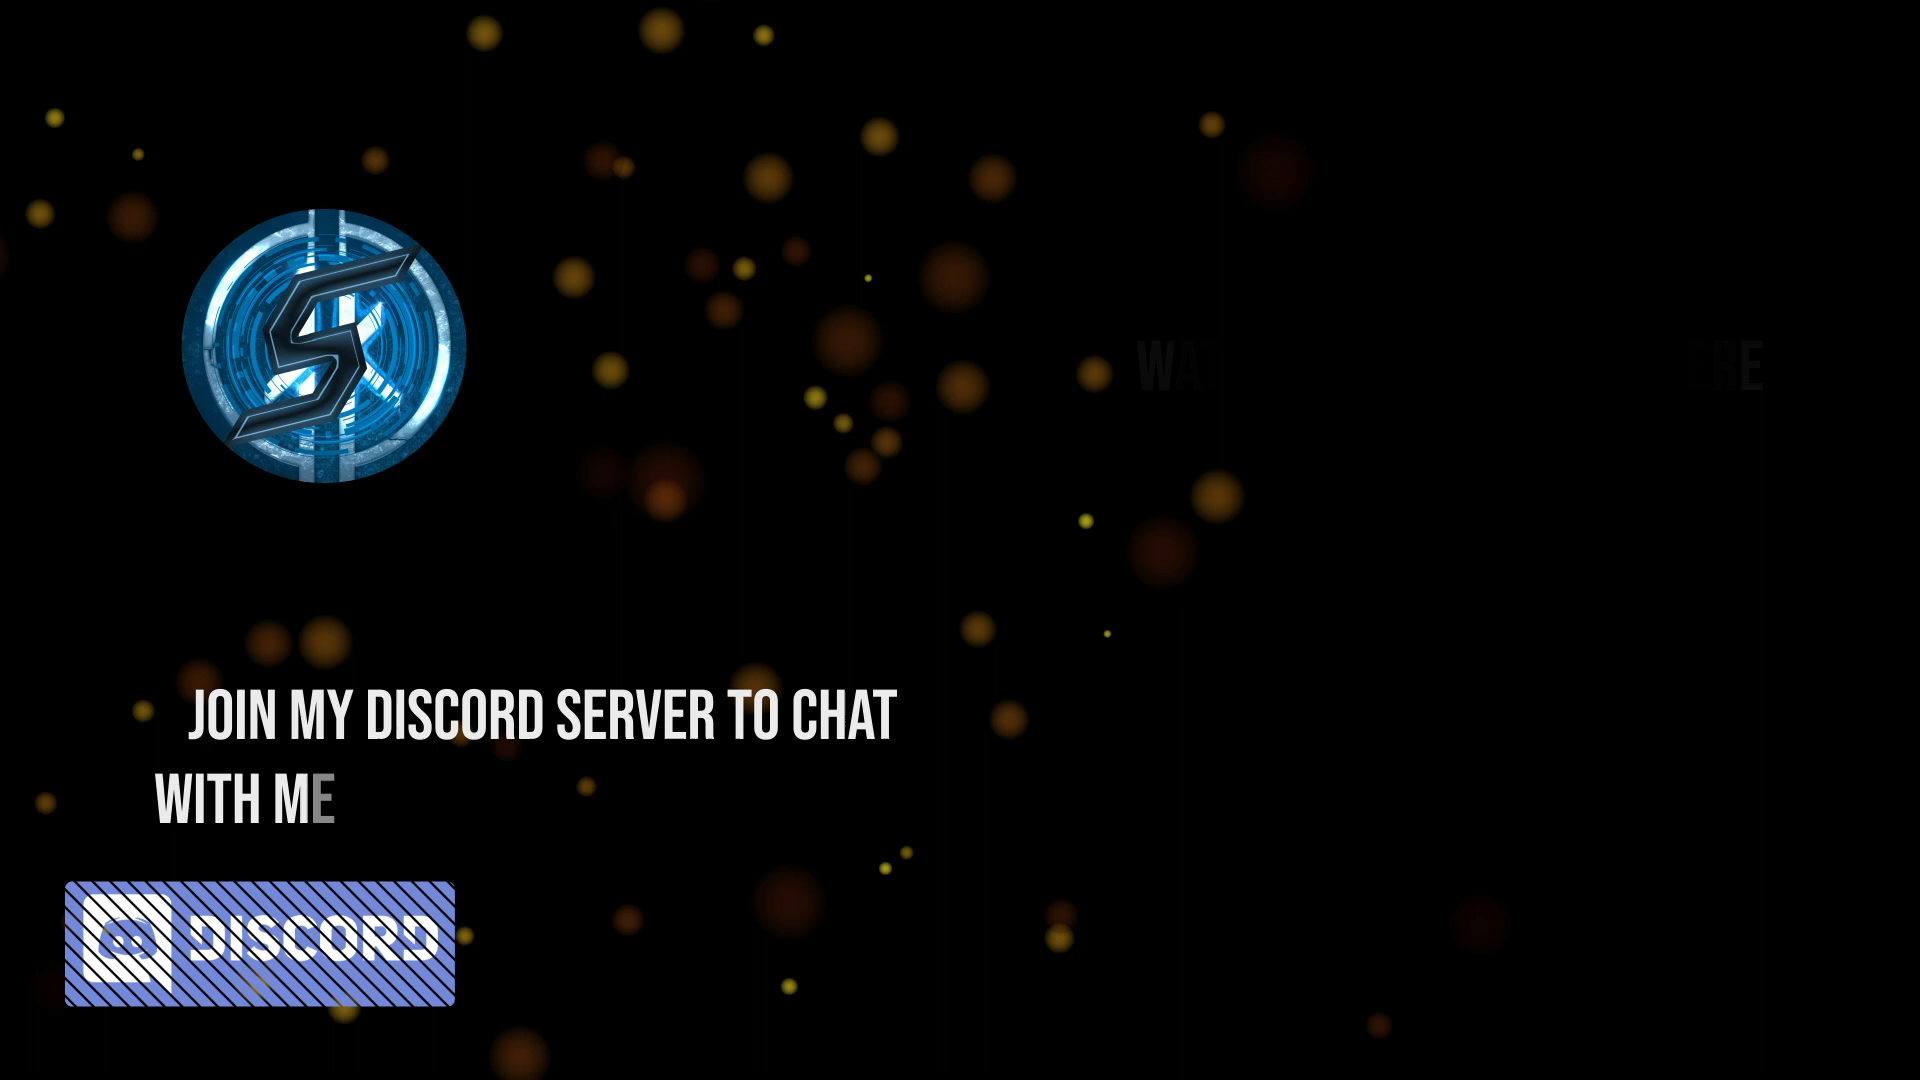 JOIN MY DISCORD SERVER TO CHAT
WITH ME
DISCORD